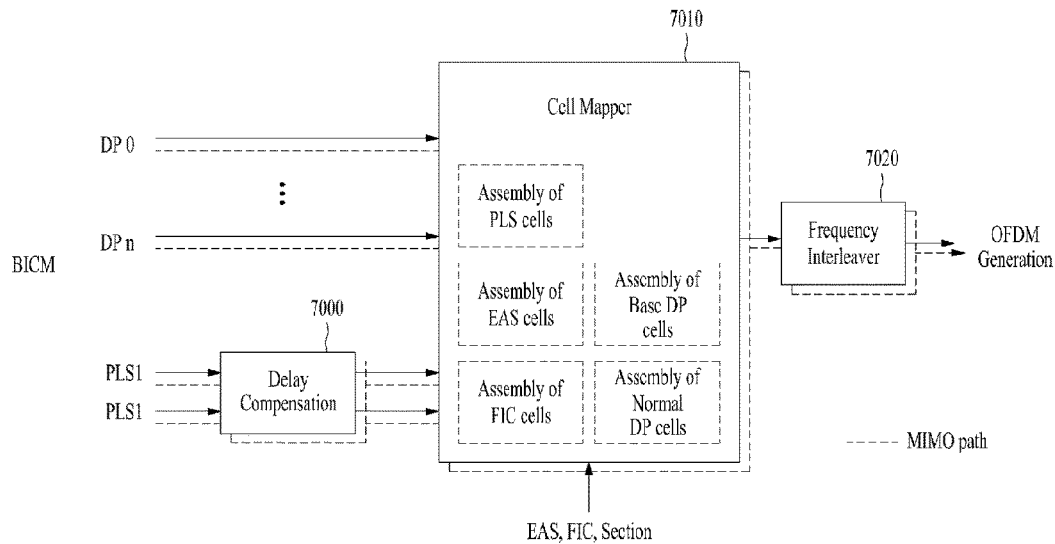 7010
Cell Mapper
DP 0
7020
Assembly of
PLS cells
DP n
Frequency
Interleaver
OFDM
Generation
BICM
Assembly of
EAS cells
Assembly of
Base DP
cells
7000
PLS1
Delay
Compensation
PLS1
Assembly of
FIC cells
Assembly of
Normal
DP cells
MIMO path
EAS, FIC, Section